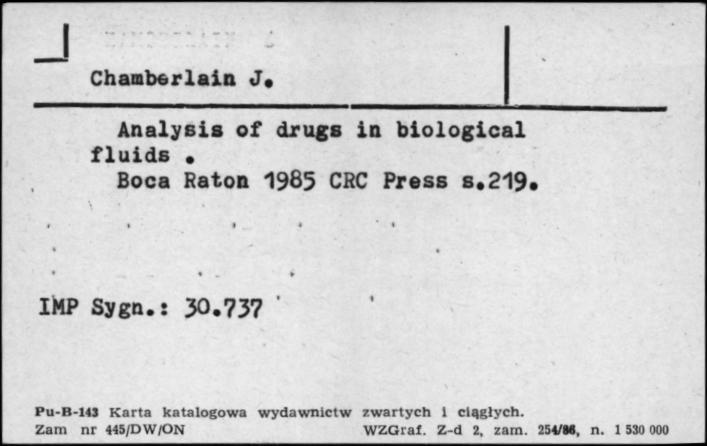 Chamberlain J.
Analysis of drugs in biological
fluids .
Boca Raton 1985 CRC Press s.219.
IMP Sygn.: 30.737
Pu-B-143 Karta katalogowa wydawnictw zwartych i ciągłych.
Zam nr 445/DW/ON WZGraf. Z-d 2, zam. 254/86, n. 1 530 000